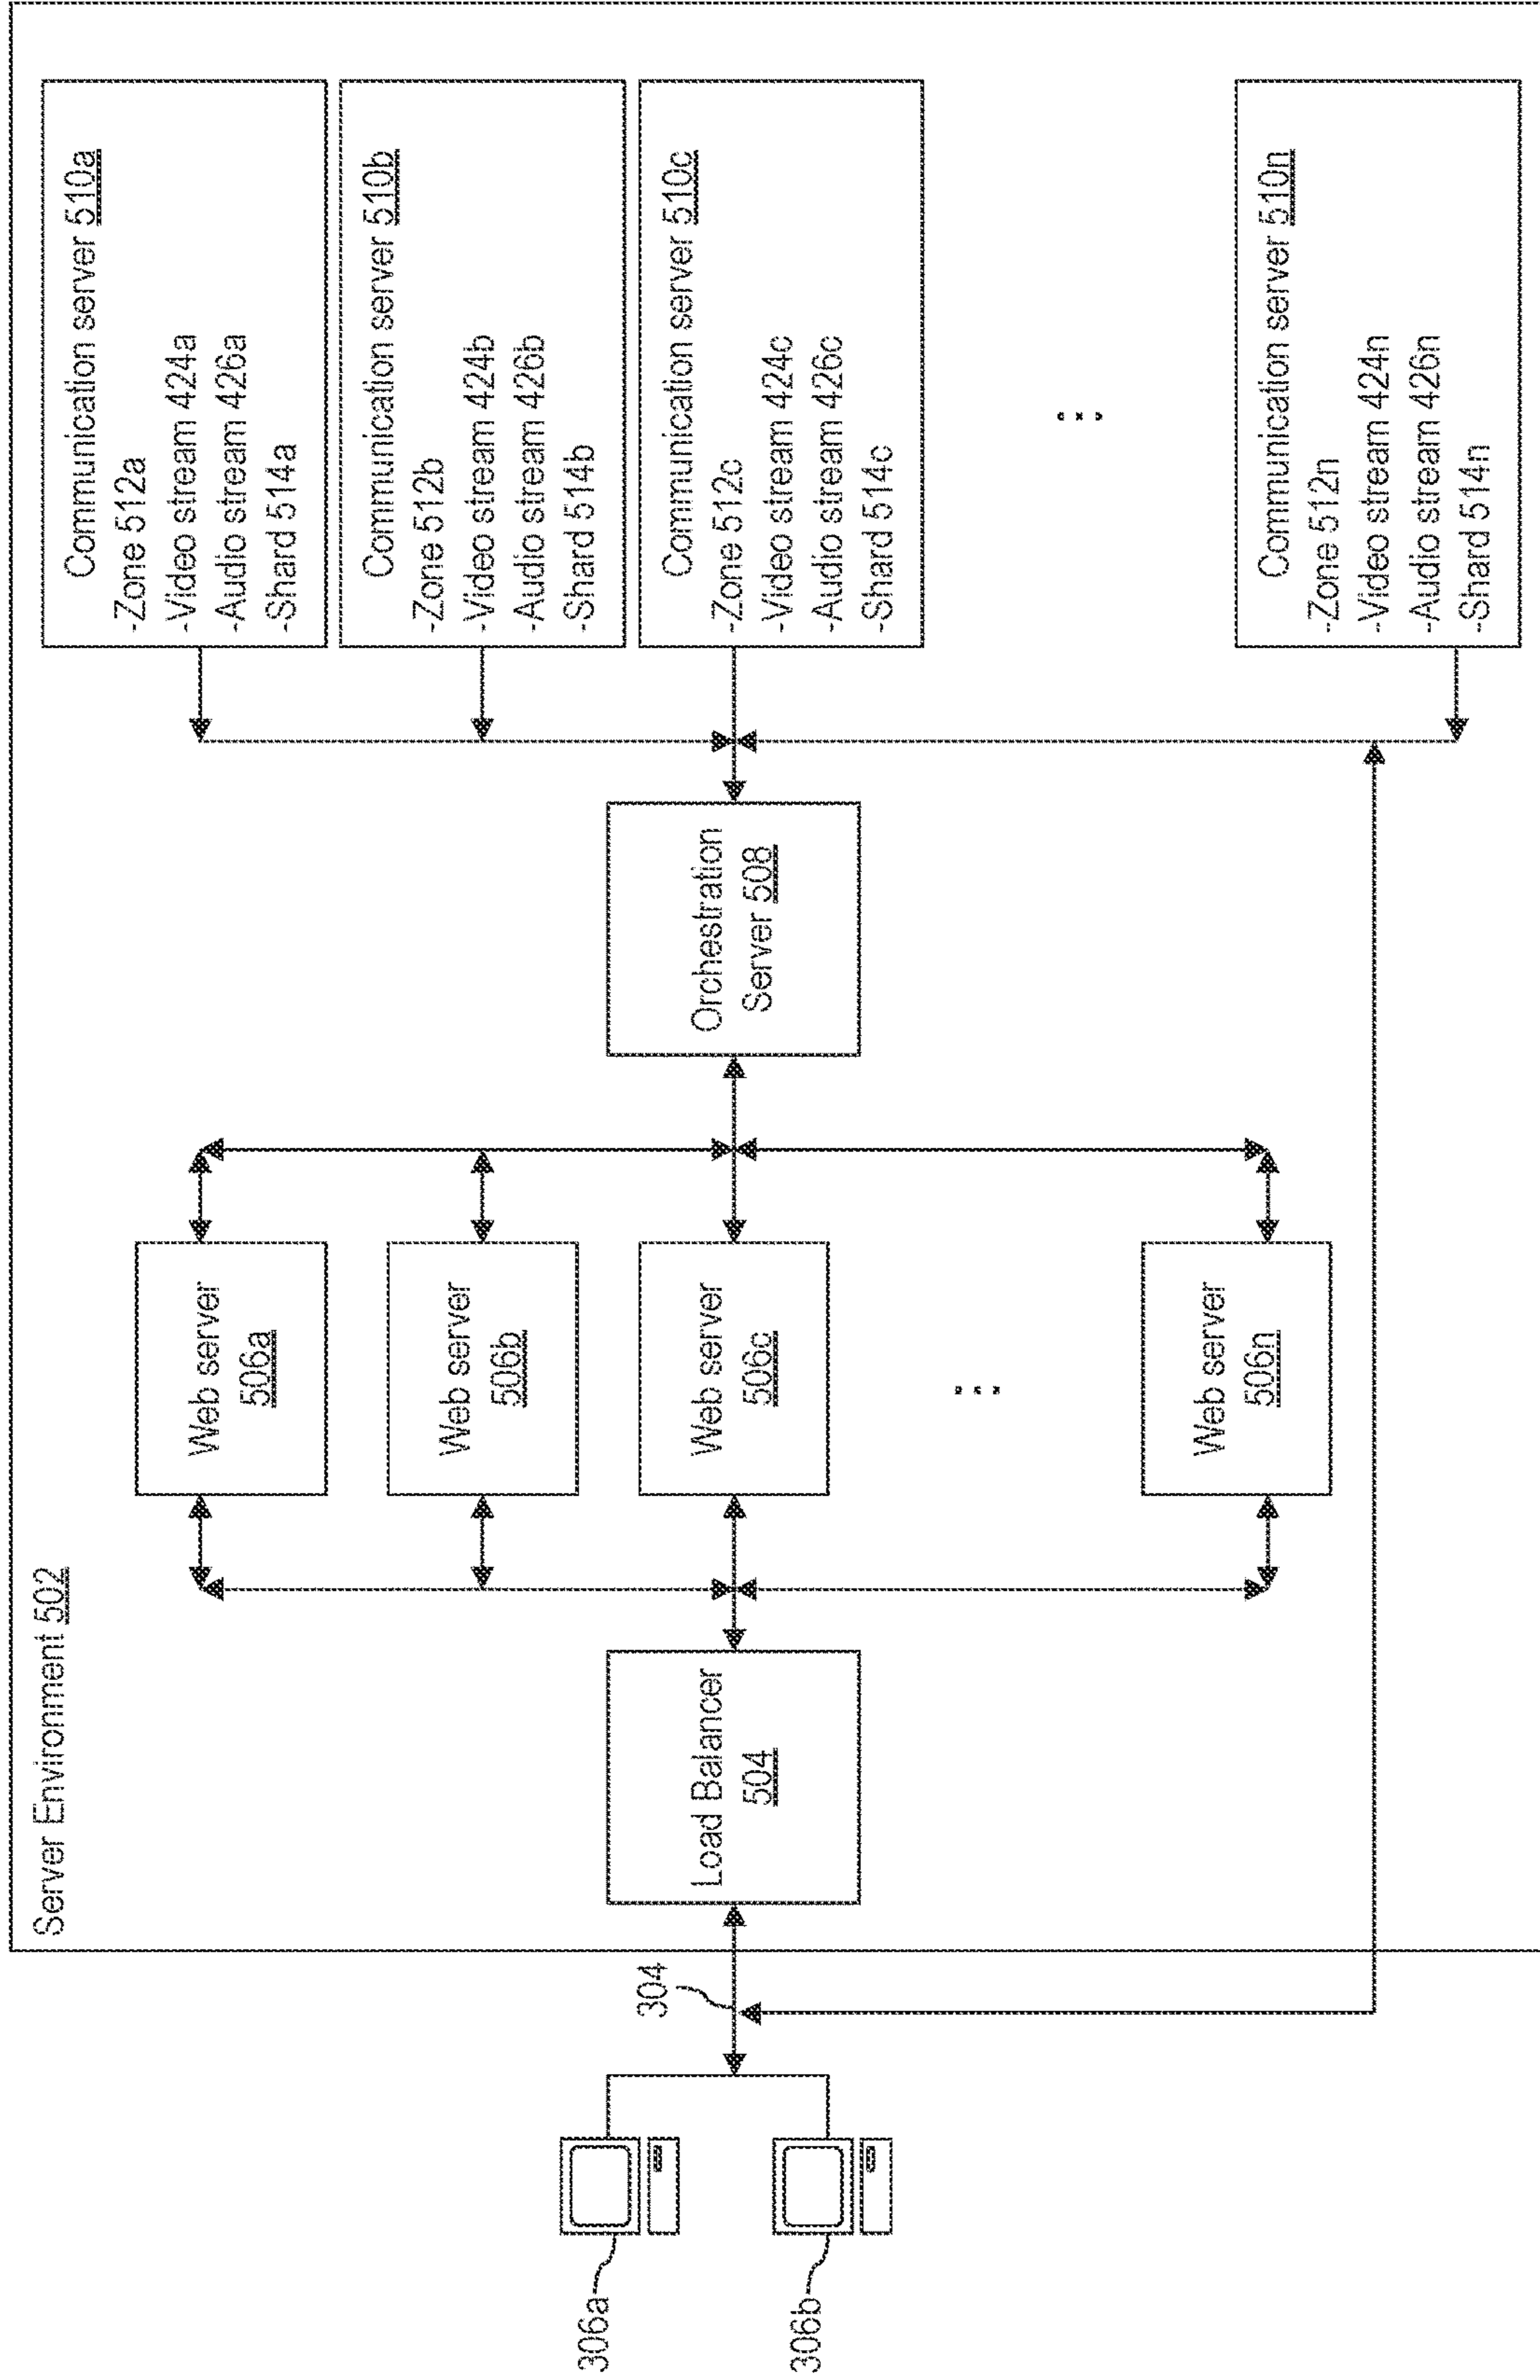 Server Environment 502
306a
306b
304
Load Balancer
504
Web server
506a
Web server
506b
Web server
506c
...
Web server
506n
Orchestration
Server 508
Communication server 510a
-Zone 512a
-Video stream 424a
-Audio stream 426a
-Shard 514a
Communication server 510b
-Zone 512b
-Video stream 424b
-Audio stream 426b
-Shard 514b
Communication server 510c
-Zone 512c
-Video stream 424c
-Audio stream 426c
-Shard 514c
...
Communication server 510n
-Zone 512n
-Video stream 424n
-Audio stream 426n
-Shard 514n